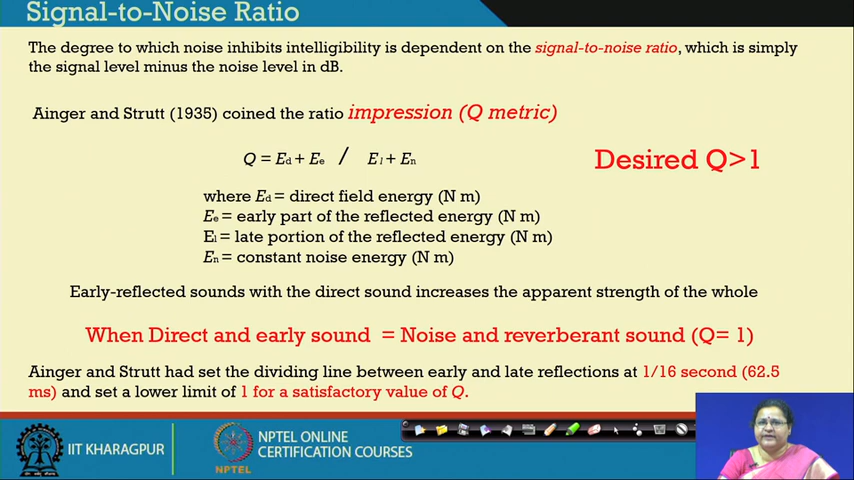 Signal-to-Noise Ratio
The degree to which noise inhibits intelligibility is dependent on the signal-to-noise ratio, which is simply
the signal level minus the noise level in dB.
Ainger and Strutt (1935) coined the ratio impression (Q metric)
Q = Ed + Ee / El + En
Desired Q>1
where Ed = direct field energy (N m)
Ee = early part of the reflected energy (N m)
El = late portion of the reflected energy (N m)
En = constant noise energy (N m)
Early-reflected sounds with the direct sound increases the apparent strength of the whole
When Direct and early sound = Noise and reverberant sound (Q= 1)
Ainger and Strutt had set the dividing line between early and late reflections at 1/16 second (62.5
ms) and set a lower limit of 1 for a satisfactory value of Q.
IIT KHARAGPUR
NPTEL
NPTEL ONLINE
CERTIFICATION COURSES